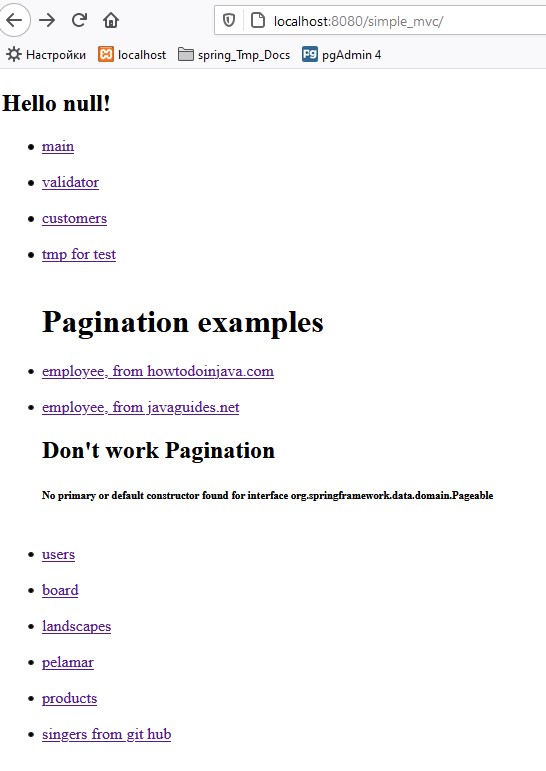 localhost:8080/simple_mvc/
Настройки localhost spring_Tmp_Docs pgAdmin 4
Hello null!
main
validator
customers
tmp for test
Pagination examples
employee, from howtodoinjava.com
employee, from javaguides.net
Don't work Pagination
No primary or default constructor found for interface org.springframework.data.domain.Pageable
users
board
landscapes
pelamar
products
singers from git hub